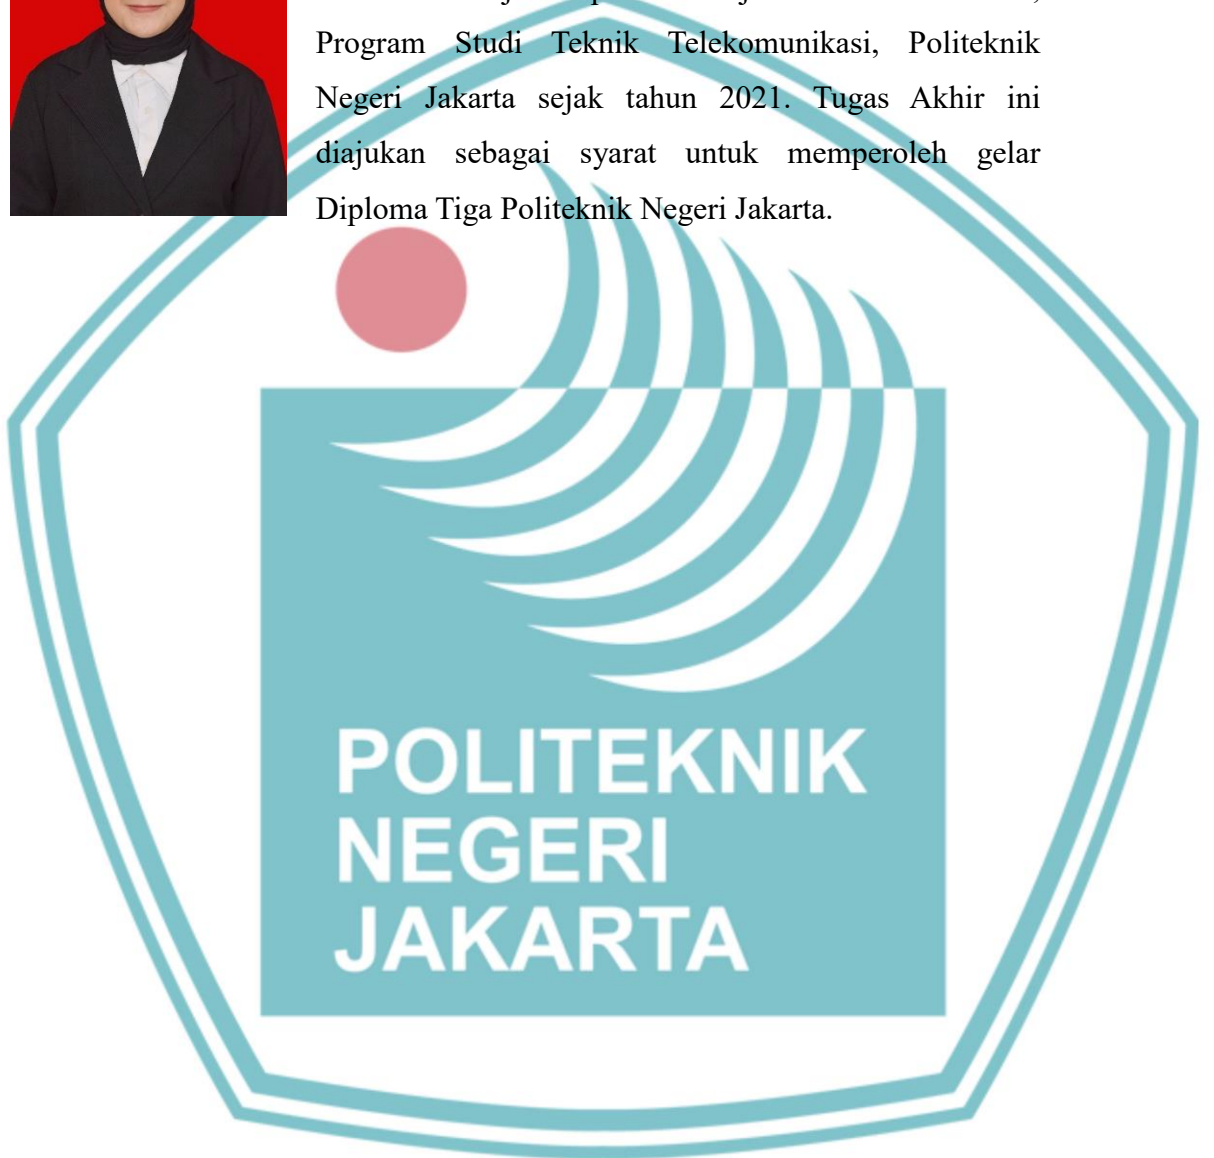 Program Studi Teknik Telekomunikasi, Politeknik
Negeri Jakarta sejak tahun 2021. Tugas Akhir ini
diajukan sebagai syarat untuk memperoleh gelar
Diploma Tiga Politeknik Negeri Jakarta.
POLITEKNIK
NEGERI
JAKARTA